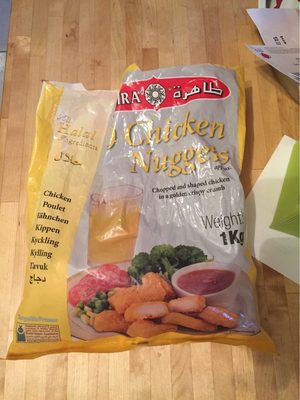 IRA
طاهرة
Halal
Ingredients
حلال
Chicken
Nuggets
Chopped and shaped chicken
in a golden crispy crumb
Weight:
1Kg
Chicken
Poulet
Hähnchen
Kippen
Kyckling
Kylling
Tavuk
دجاج